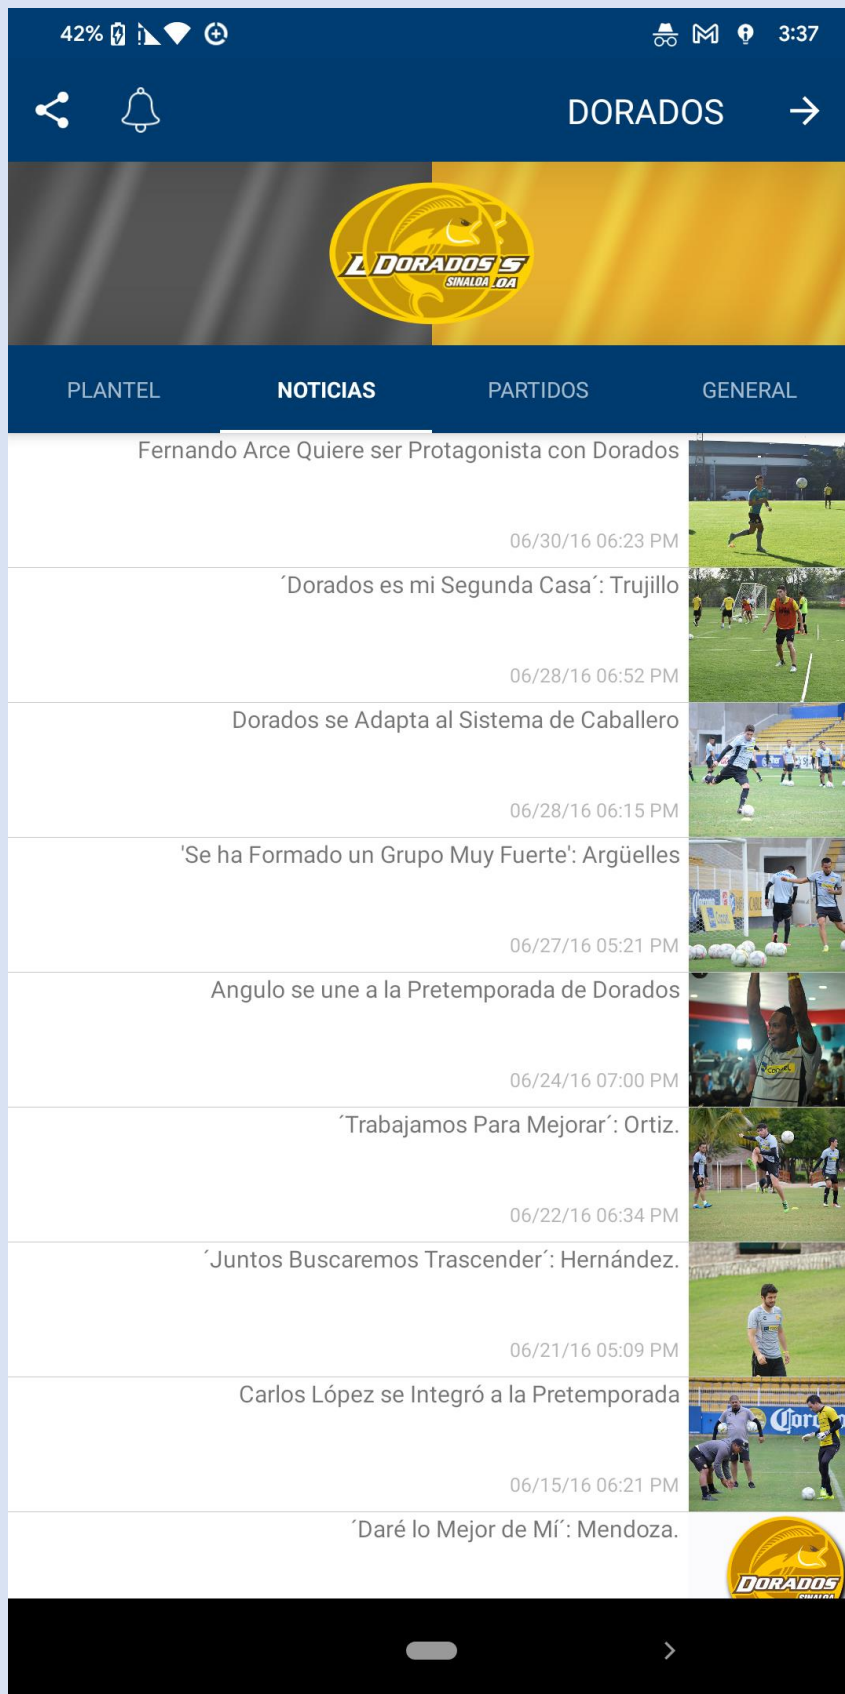 42%
3:37
DORADOS
L DORADOS S
SINALOA .OA
PLANTEL
NOTICIAS
PARTIDOS
GENERAL
Fernando Arce Quiere ser Protagonista con Dorados
06/30/16 06:23 PM
´Dorados es mi Segunda Casa´: Trujillo
06/28/16 06:52 PM
Dorados se Adapta al Sistema de Caballero
06/28/16 06:15 PM
'Se ha Formado un Grupo Muy Fuerte': Argüelles
06/27/16 05:21 PM
Angulo se une a la Pretemporada de Dorados
06/24/16 07:00 PM
´Trabajamos Para Mejorar´: Ortiz.
06/22/16 06:34 PM
´Juntos Buscaremos Trascender´: Hernández.
06/21/16 05:09 PM
Carlos López se Integró a la Pretemporada
06/15/16 06:21 PM
´Daré lo Mejor de Mí´: Mendoza.
DORADOS